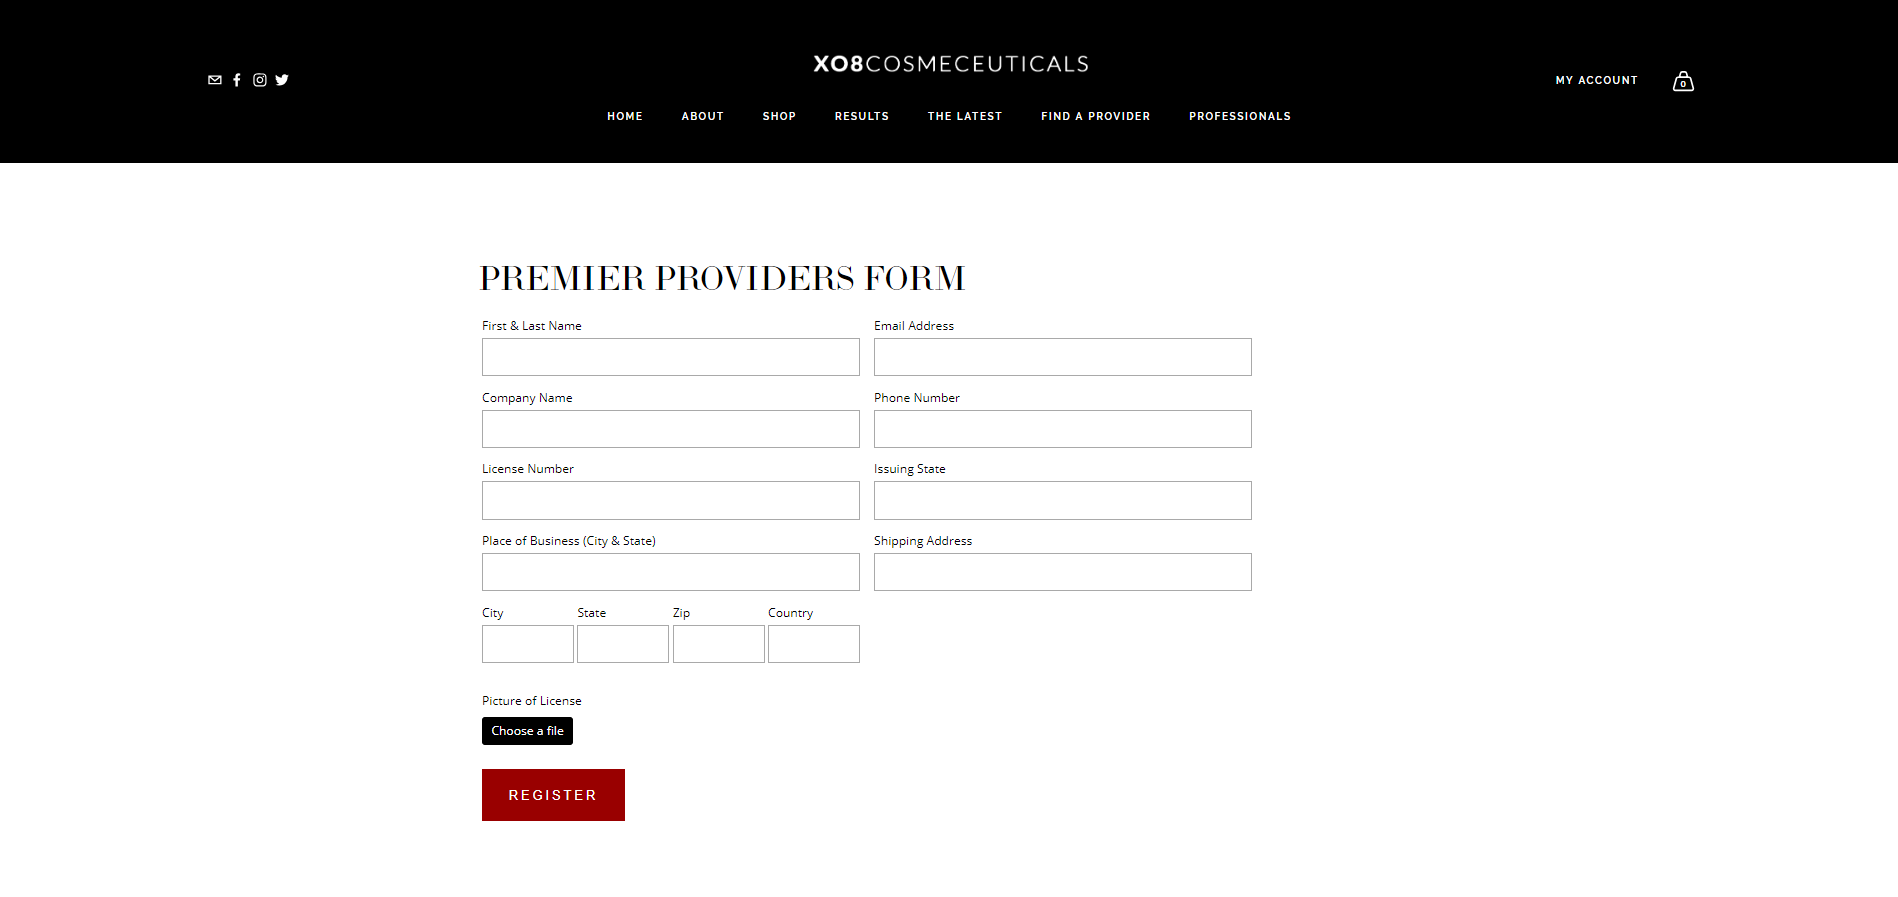 XO8COSMECEUTICALS
MY ACCOUNT
0
HOME ABOUT SHOP RESULTS THE LATEST FIND A PROVIDER PROFESSIONALS
PREMIER PROVIDERS FORM
First & Last Name Email Address
Company Name Phone Number
License Number Issuing State
Place of Business (City & State) Shipping Address
City State Zip Country
Picture of License
Choose a file
REGISTER